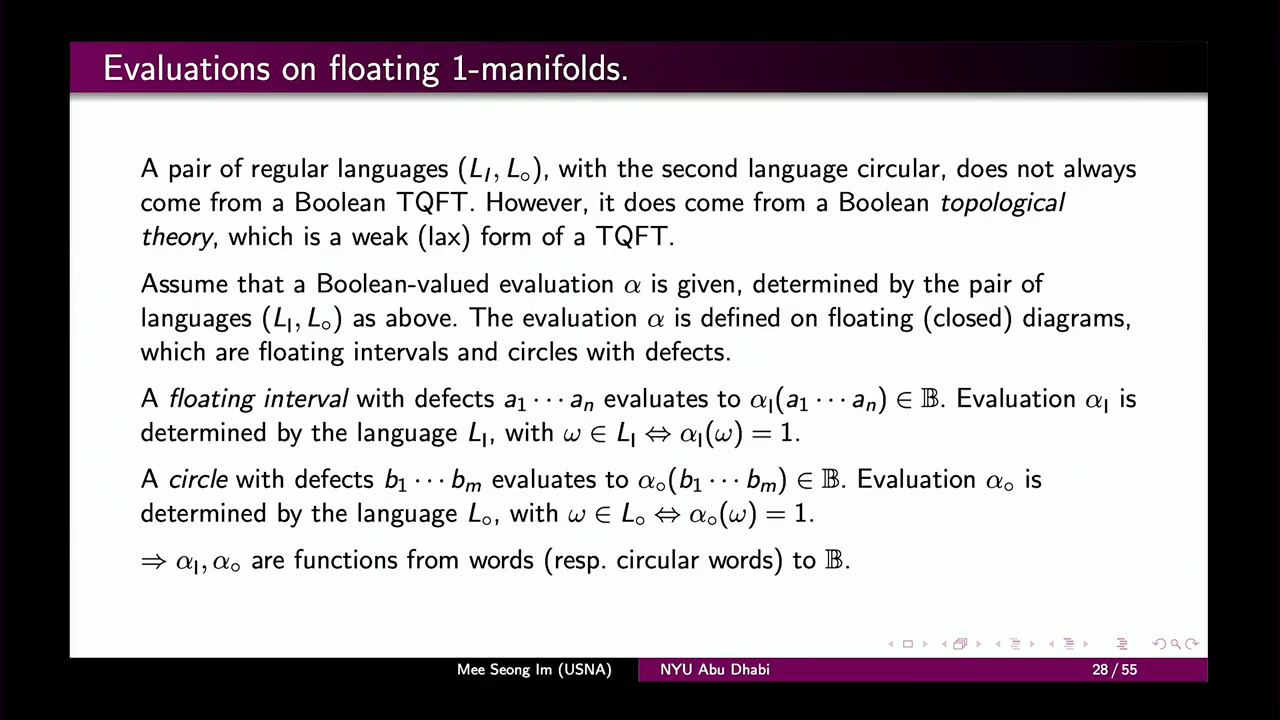 Evaluations on floating 1-manifolds.
A pair of regular languages (L_I, L_∘), with the second language circular, does not always
come from a Boolean TQFT. However, it does come from a Boolean topological
theory, which is a weak (lax) form of a TQFT.
Assume that a Boolean-valued evaluation α is given, determined by the pair of
languages (L_I, L_∘) as above. The evaluation α is defined on floating (closed) diagrams,
which are floating intervals and circles with defects.
A floating interval with defects a₁ ⋯ aₙ evaluates to α_I(a₁ ⋯ aₙ) ∈ 𝔹. Evaluation α_I is
determined by the language L_I, with ω ∈ L_I ⇔ α_I(ω) = 1.
A circle with defects b₁ ⋯ bₘ evaluates to α_∘(b₁ ⋯ bₘ) ∈ 𝔹. Evaluation α_∘ is
determined by the language L_∘, with ω ∈ L_∘ ⇔ α_∘(ω) = 1.
⇒ α_I, α_∘ are functions from words (resp. circular words) to 𝔹.
Mee Seong Im (USNA) NYU Abu Dhabi 28 / 55